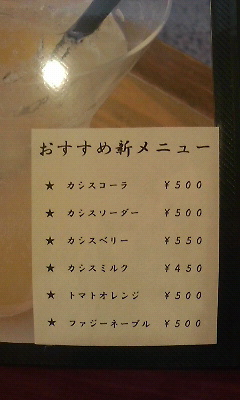 おすすめ新メニュー
★ カシスコーラ ￥500
★ カシスソーダー ￥500
★ カシスベリー ￥550
★ カシスミルク ￥450
★ トマトオレンジ ￥500
★ ファジーネーブル ￥500